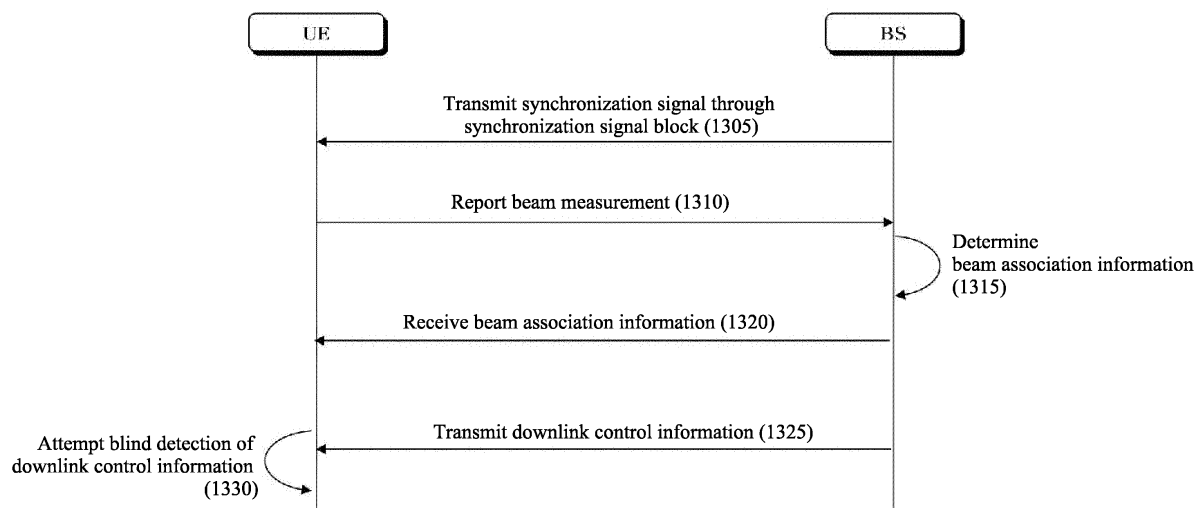 UE
BS
Transmit synchronization signal through
synchronization signal block (1305)
Report beam measurement (1310)
Determine
beam association information
(1315)
Receive beam association information (1320)
Transmit downlink control information (1325)
Attempt blind detection of
downlink control information
(1330)